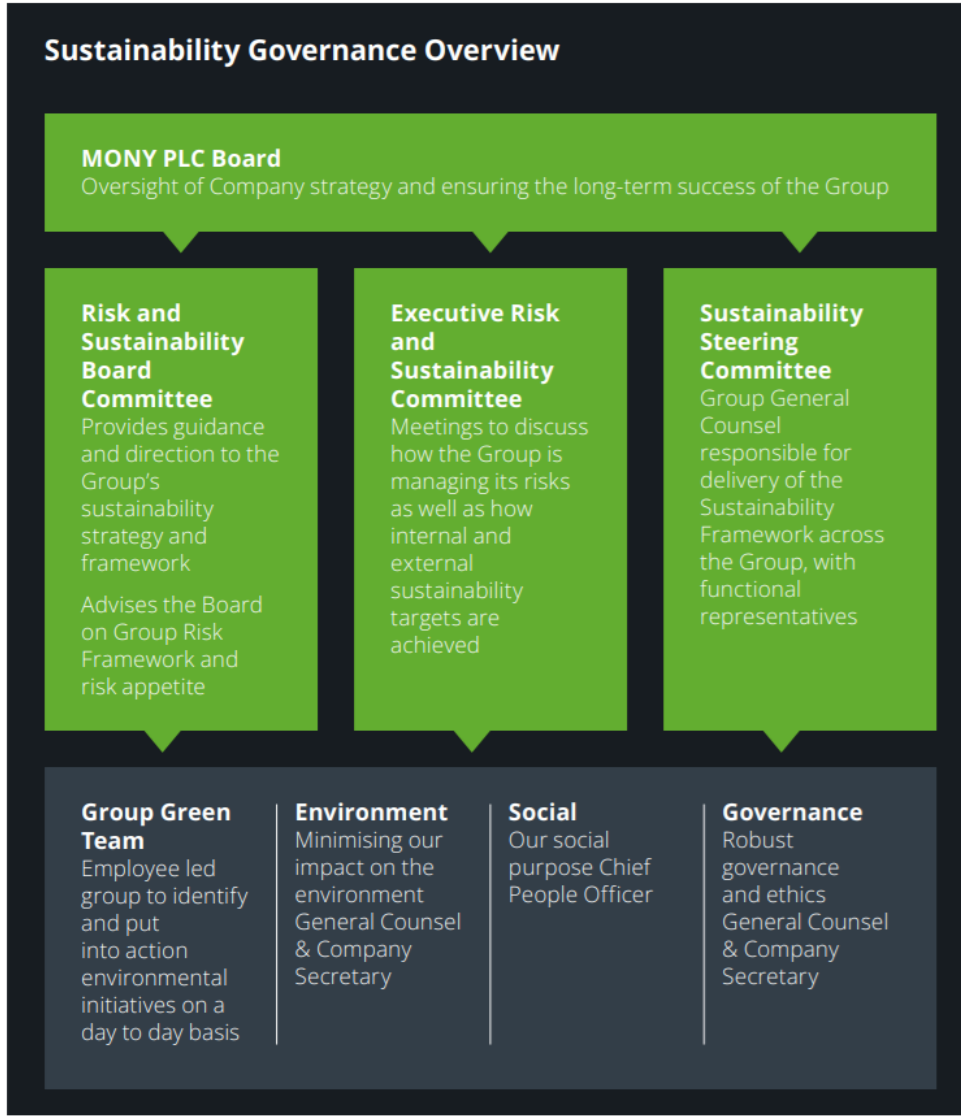 Sustainability Governance Overview
MONY PLC Board
Oversight of Company strategy and ensuring the long-term success of the Group
Risk and
Sustainability
Board
Committee
Provides guidance
and direction to the
Group’s
sustainability
strategy and
framework
Advises the Board
on Group Risk
Framework and
risk appetite
Executive Risk
and
Sustainability
Committee
Meetings to discuss
how the Group is
managing its risks
as well as how
internal and
external
sustainability
targets are
achieved
Sustainability
Steering
Committee
Group General
Counsel
responsible for
delivery of the
Sustainability
Framework across
the Group, with
functional
representatives
Group Green
Team
Employee led
group to identify
and put
into action
environmental
initiatives on a
day to day basis
Environment
Minimising our
impact on the
environment
General Counsel
& Company
Secretary
Social
Our social
purpose Chief
People Officer
Governance
Robust
governance
and ethics
General Counsel
& Company
Secretary